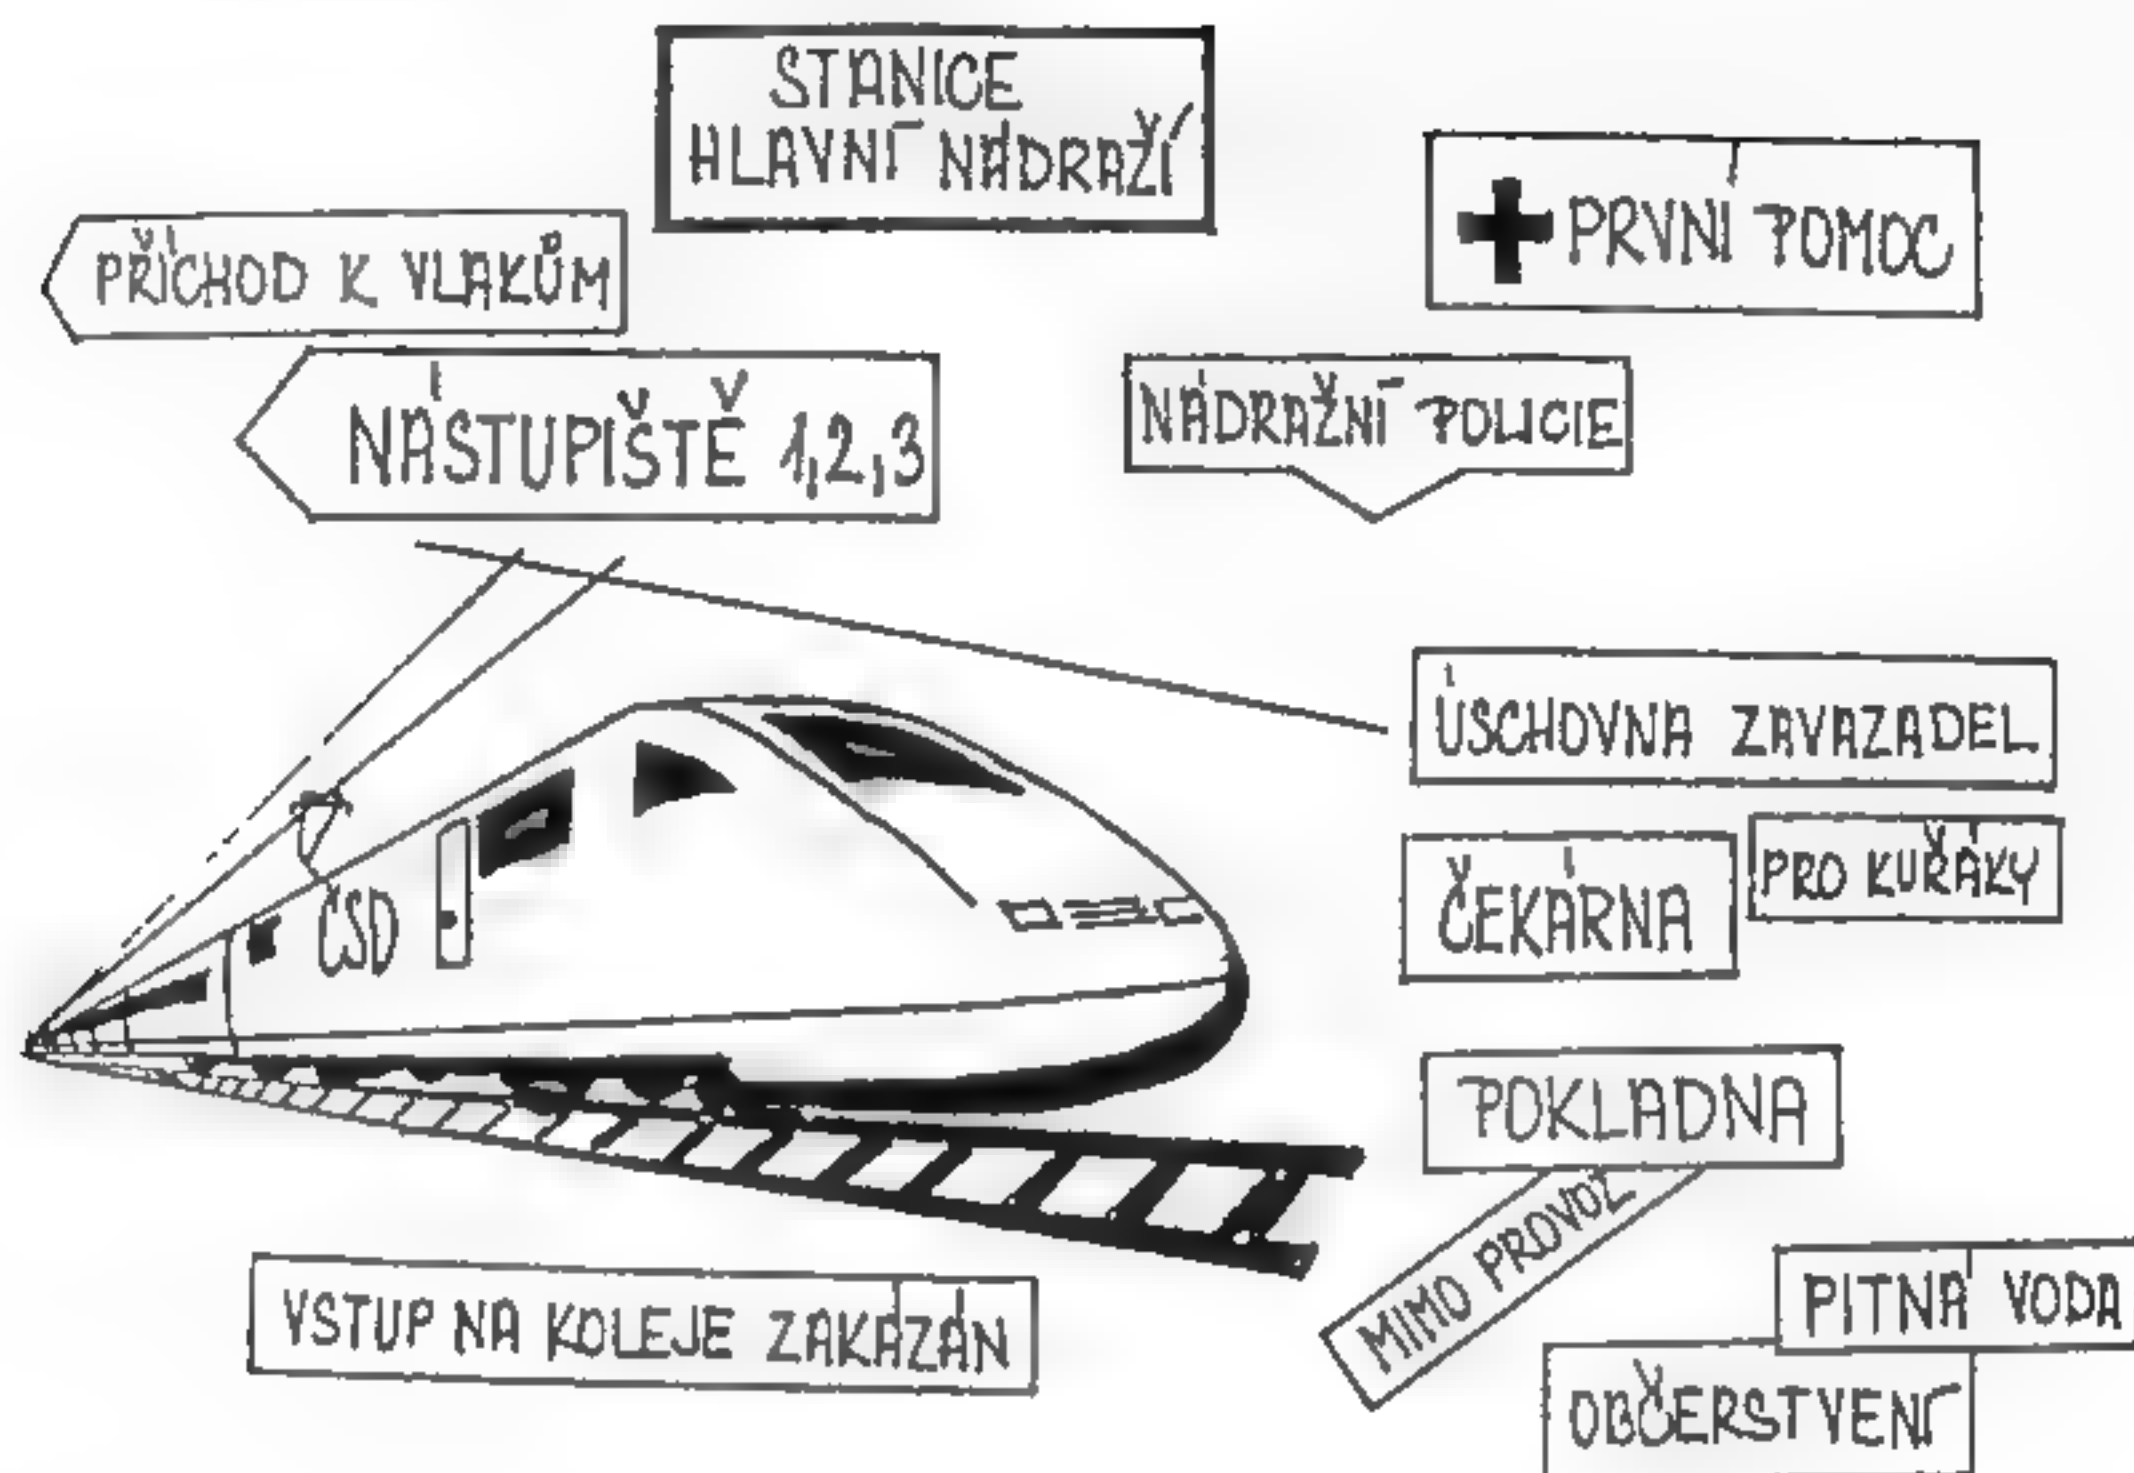 STANICE
HLAVNÍ NÁDRAŽÍ
PŘÍCHOD K VLAKŮM
PRVNÍ POMOC
NÁSTUPIŠTĚ 1,2,3
NÁDRAŽNÍ POLICIE
ÚSCHOVNA ZAVAZADEL
ČEKÁRNA
PRO KUŘÁKY
ČSD
POKLADNA
MIMO PROVOZ
VSTUP NA KOLEJE ZAKÁZÁN
PITNÁ VODA
OBČERSTVENÍ